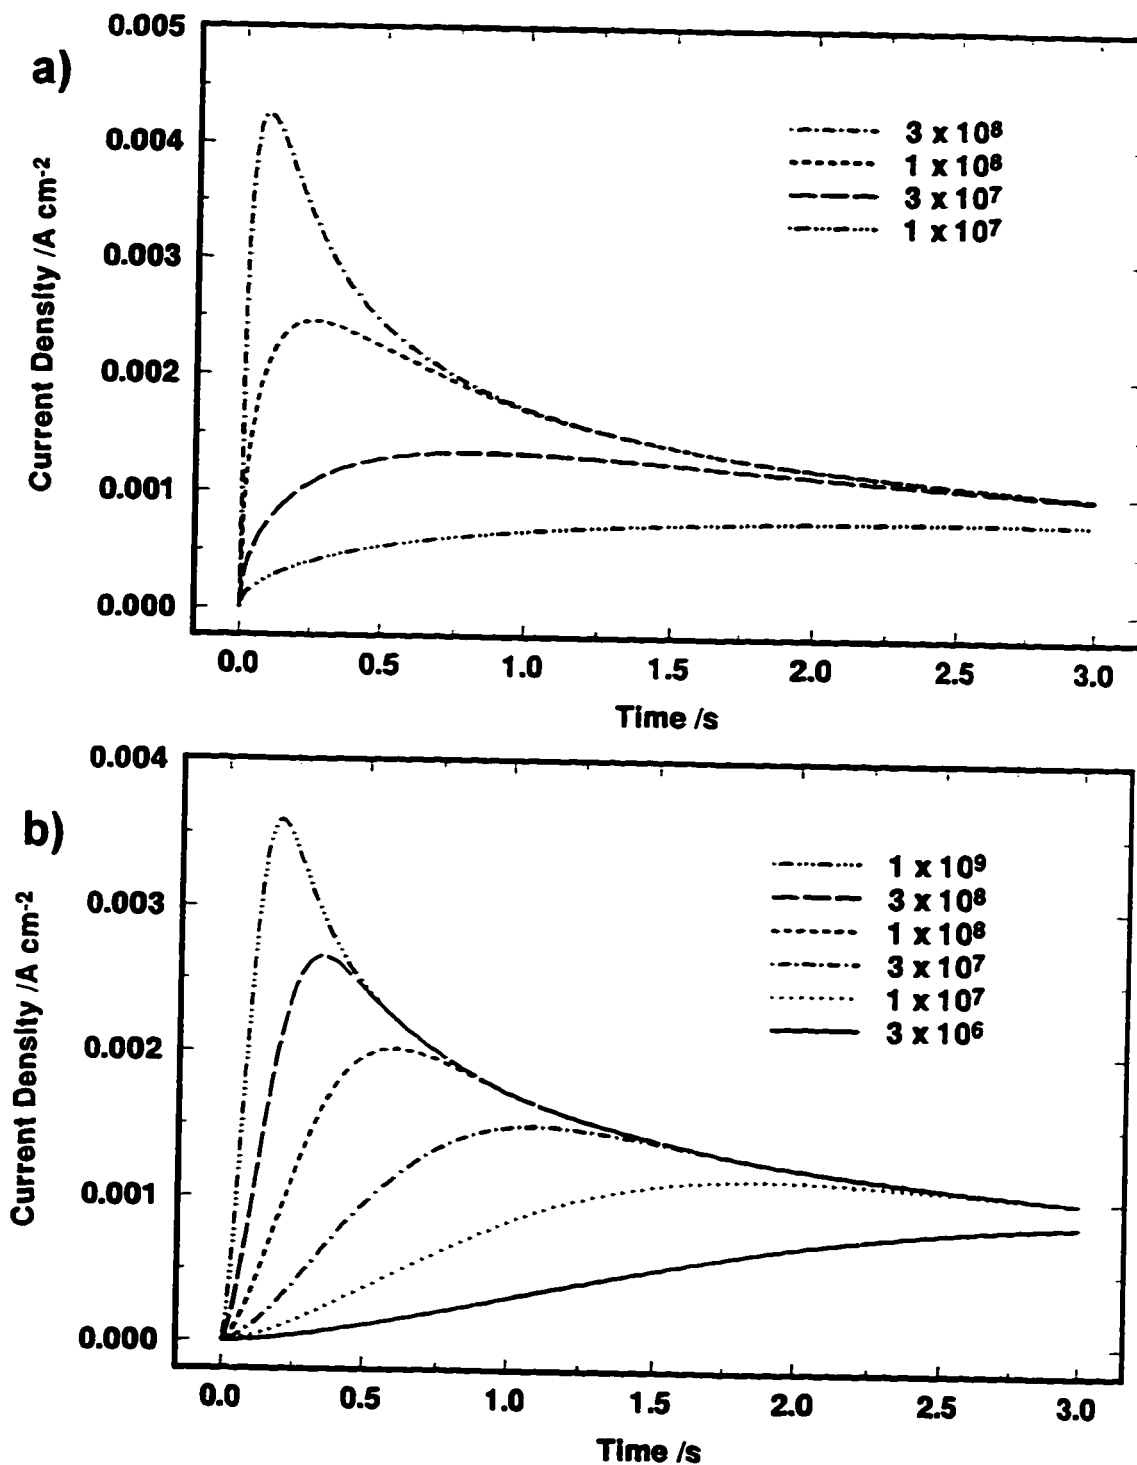 a)
Current Density /A cm-2
0.005
0.004
0.003
0.002
0.001
0.000
3 x 10⁸
1 x 10⁸
3 x 10⁷
1 x 10⁷
0.0 0.5 1.0 1.5 2.0 2.5 3.0
Time /s
b)
Current Density /A cm-2
0.004
0.003
0.002
0.001
0.000
1 x 10⁹
3 x 10⁸
1 x 10⁸
3 x 10⁷
1 x 10⁷
3 x 10⁶
0.0 0.5 1.0 1.5 2.0 2.5 3.0
Time /s